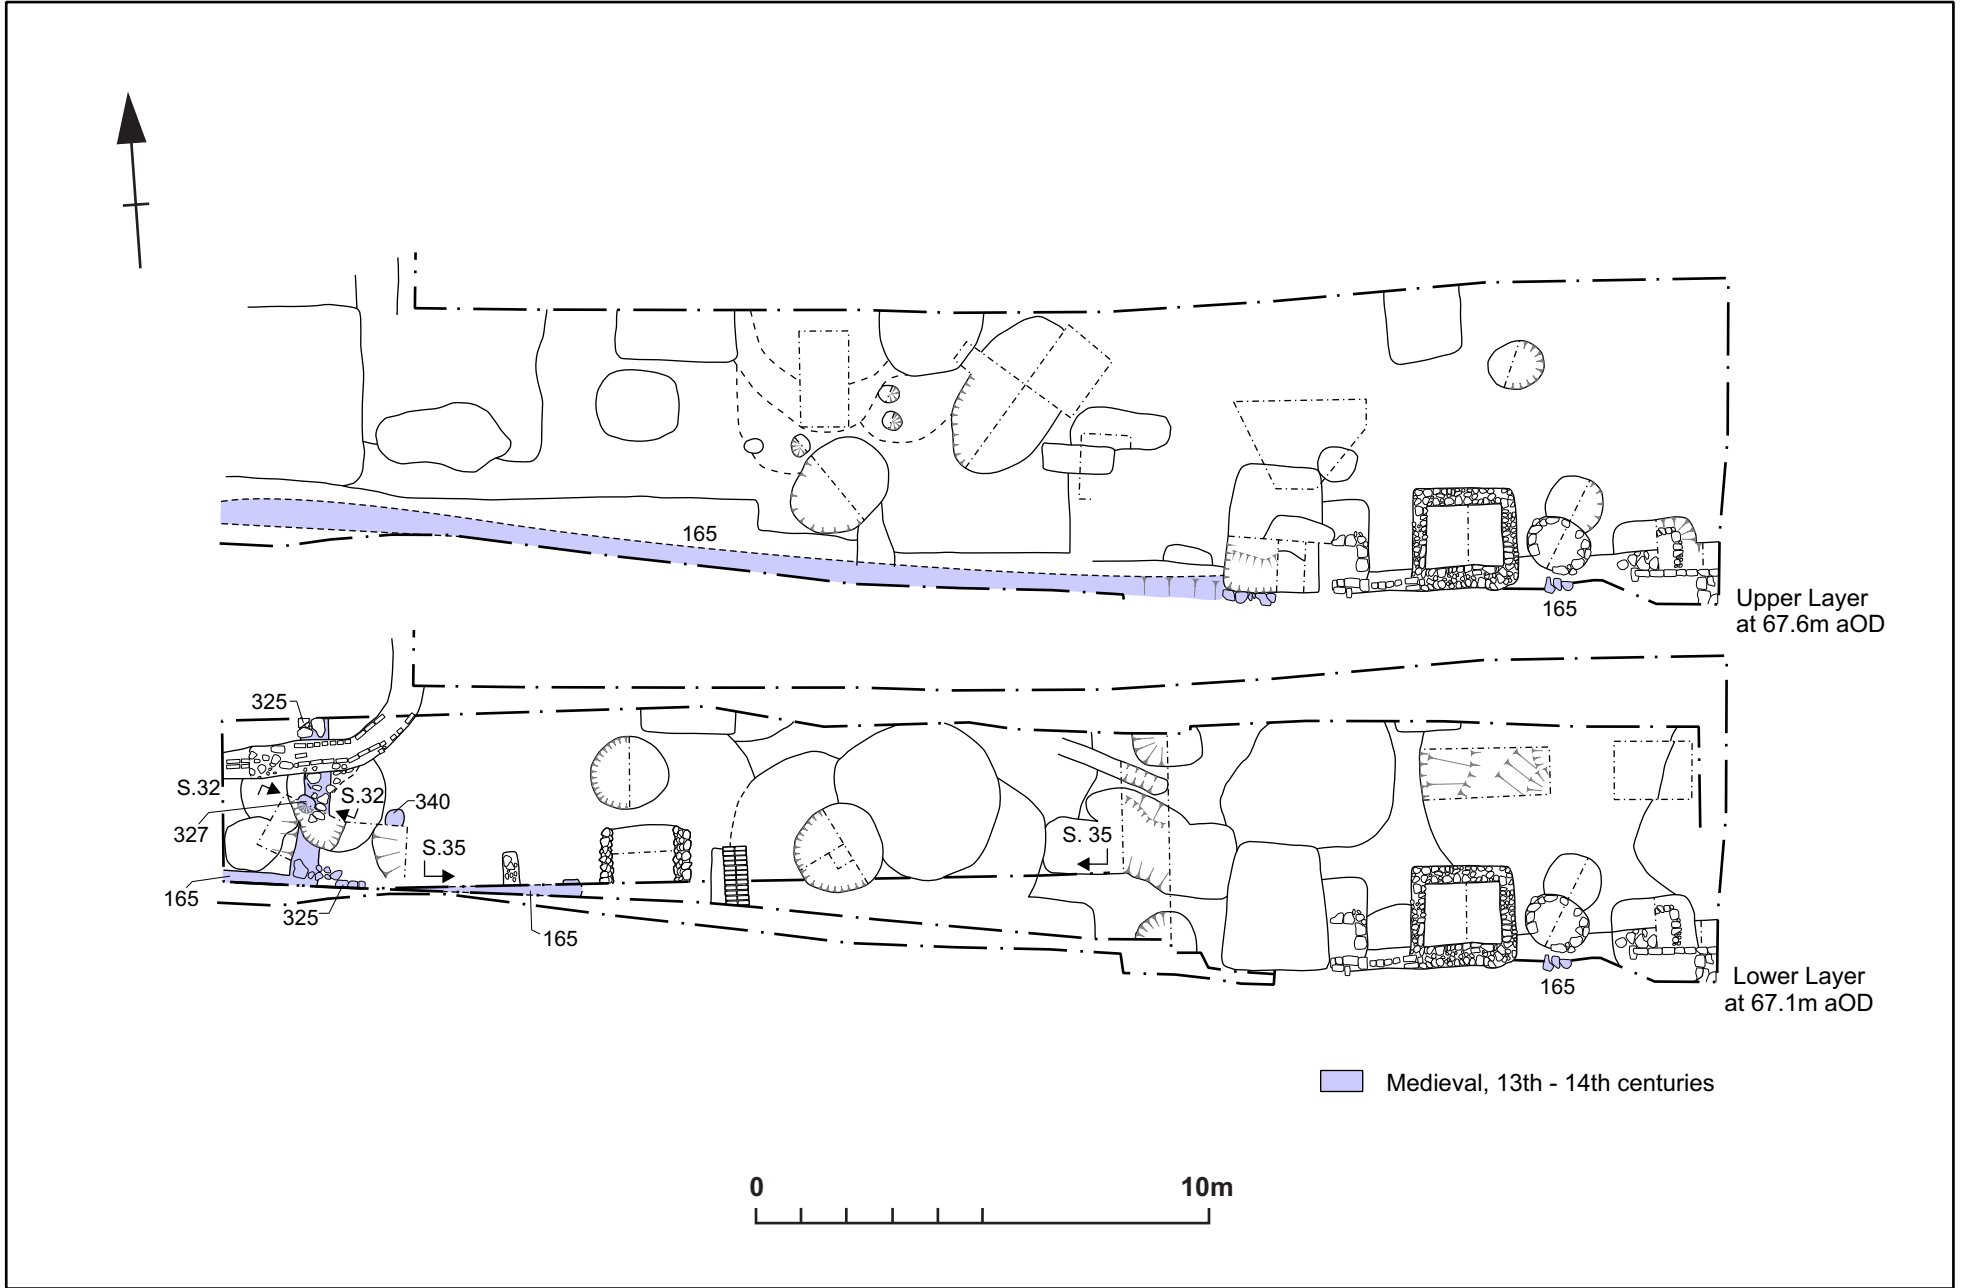 165
165
Upper Layer
at 67.6m aOD
325
S.32
S.32
340
327
S.35
S. 35
165
325
165
165
Lower Layer
at 67.1m aOD
Medieval, 13th - 14th centuries
0 10m